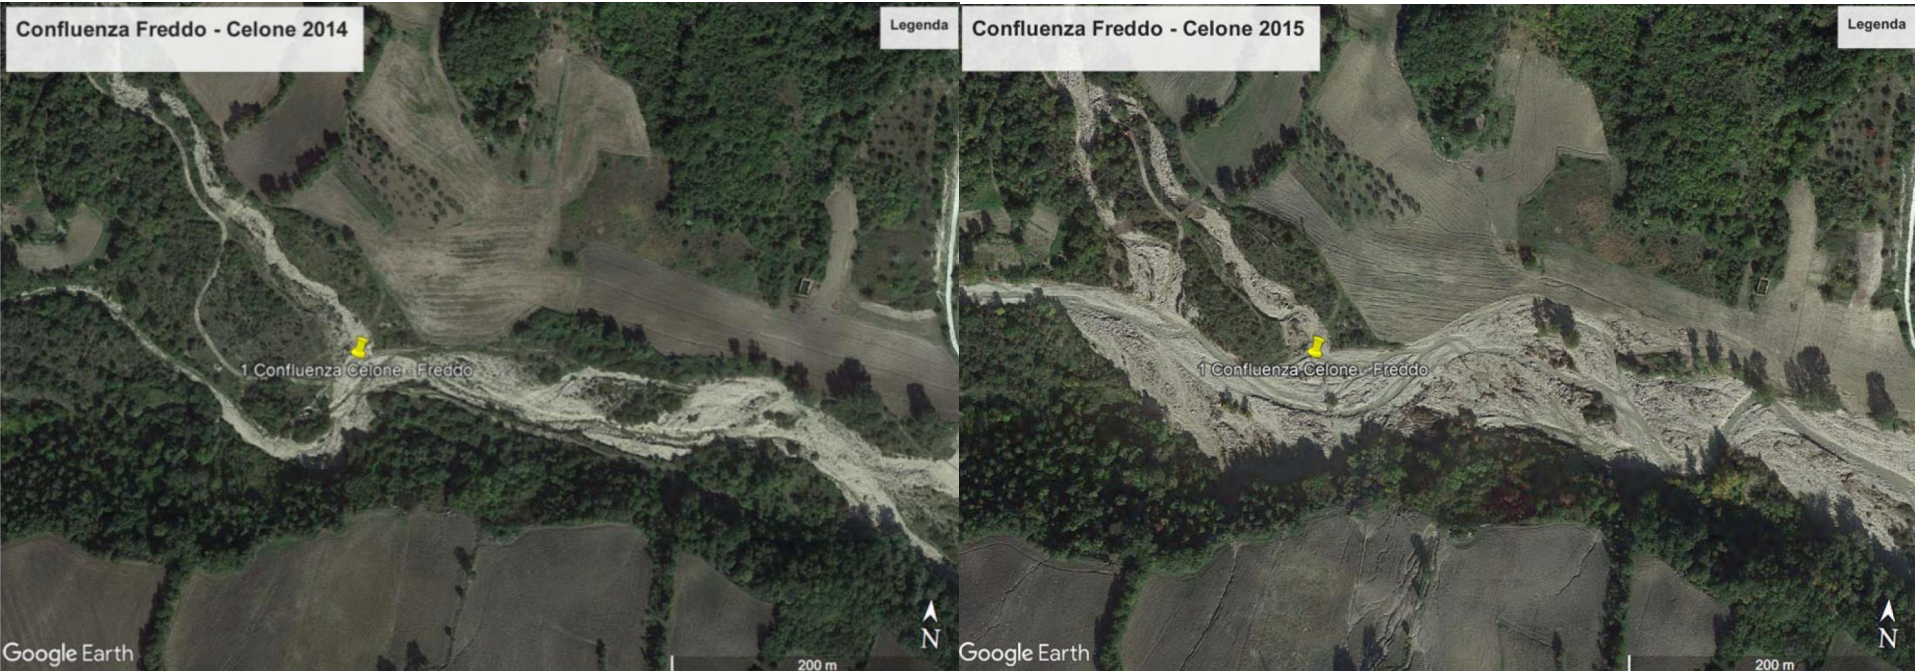 Confluenza Freddo - Celone 2014
Legenda
1 Confluenza Celone - Freddo
N
Google Earth
200 m
Confluenza Freddo - Celone 2015
Legenda
1 Confluenza Celone - Freddo
N
Google Earth
200 m